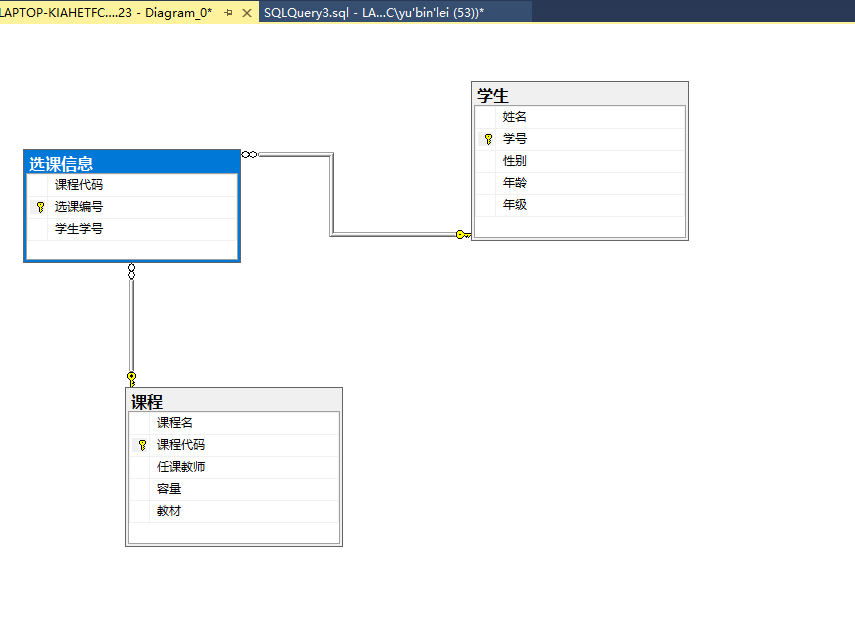 LAPTOP-KIAHETFC....23 - Diagram_0*
SQLQuery3.sql - LA...C\yu'bin'lei (53))*
学生
姓名
学号
性别
年龄
年级
选课信息
课程代码
选课编号
学生学号
课程
课程名
课程代码
任课教师
容量
教材